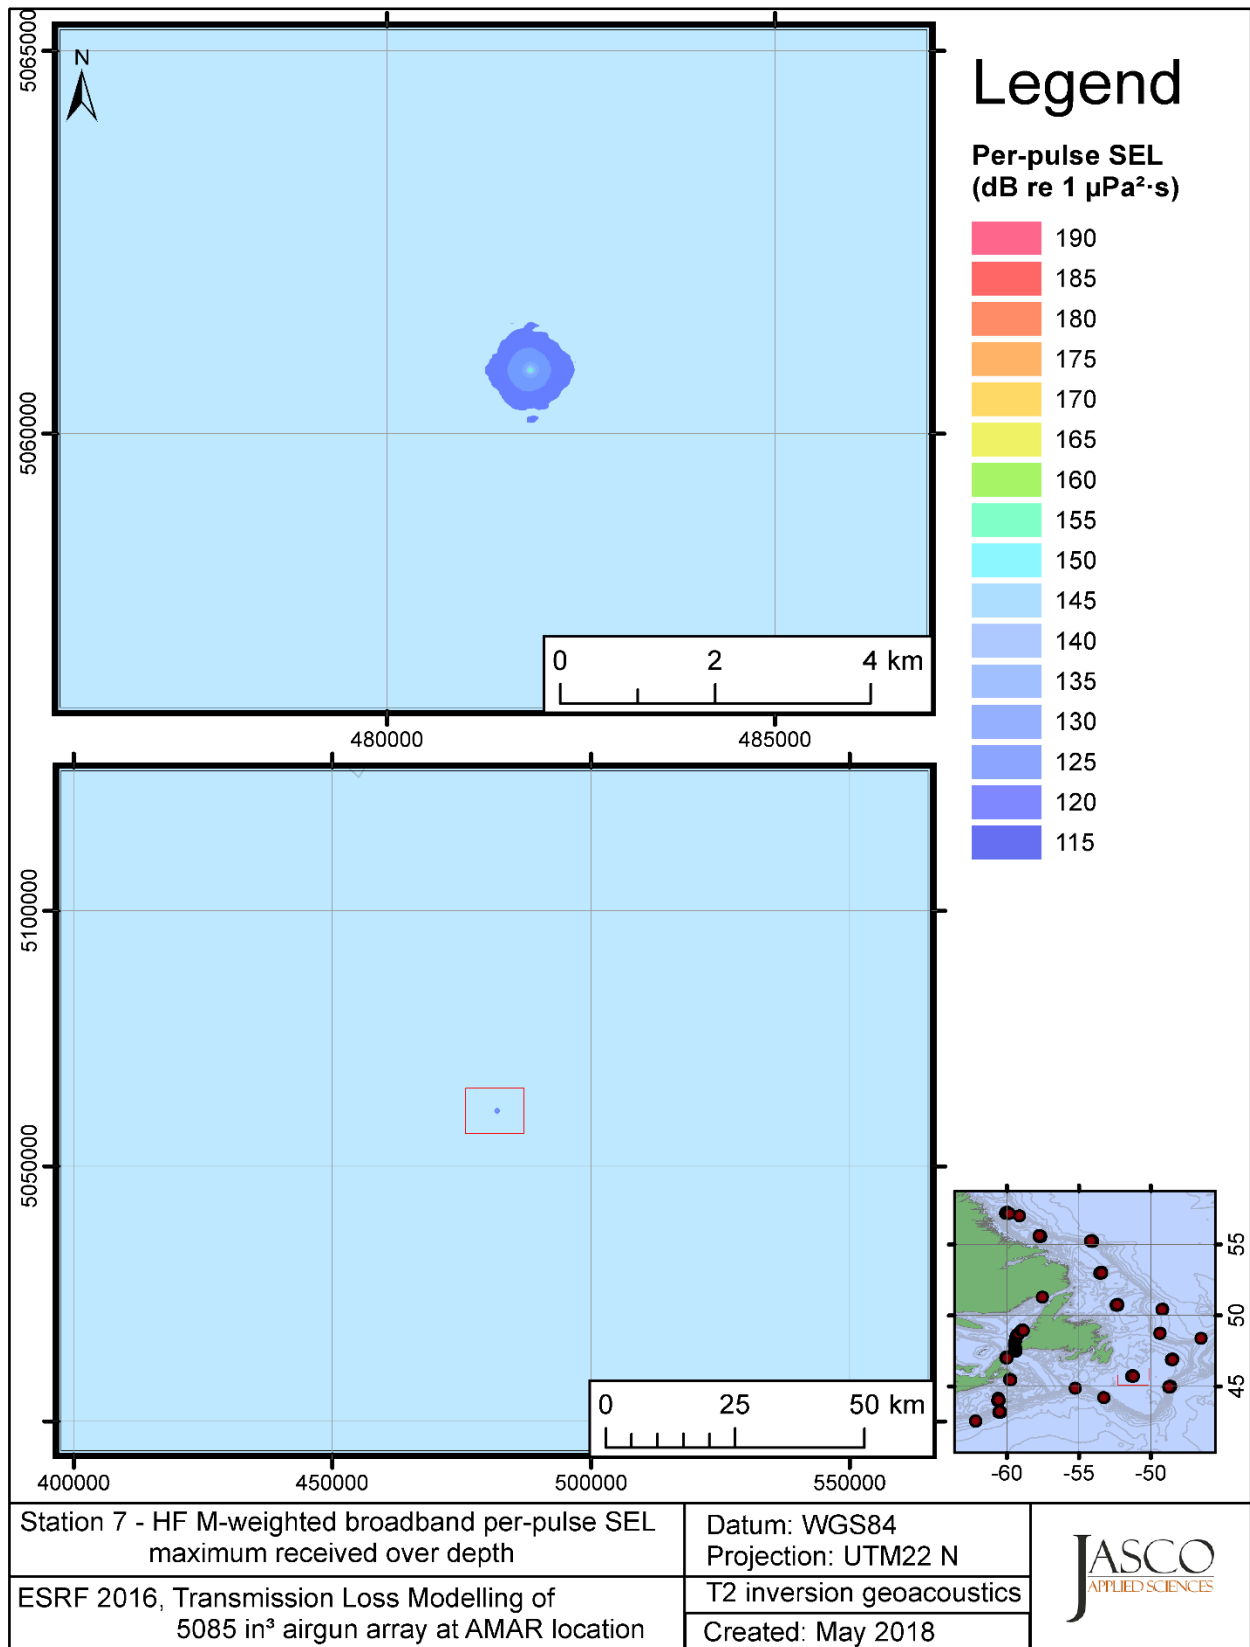 N
5065000
5060000
0 2 4 km
480000 485000
Legend
Per-pulse SEL
(dB re 1 µPa²·s)
190
185
180
175
170
165
160
155
150
145
140
135
130
125
120
115
5100000
5050000
0 25 50 km
400000 450000 500000 550000
55
50
45
-60 -55 -50
Station 7 - HF M-weighted broadband per-pulse SEL
maximum received over depth
ESRF 2016, Transmission Loss Modelling of
5085 in³ airgun array at AMAR location
Datum: WGS84
Projection: UTM22 N
T2 inversion geoacoustics
Created: May 2018
JASCO
APPLIED SCIENCES